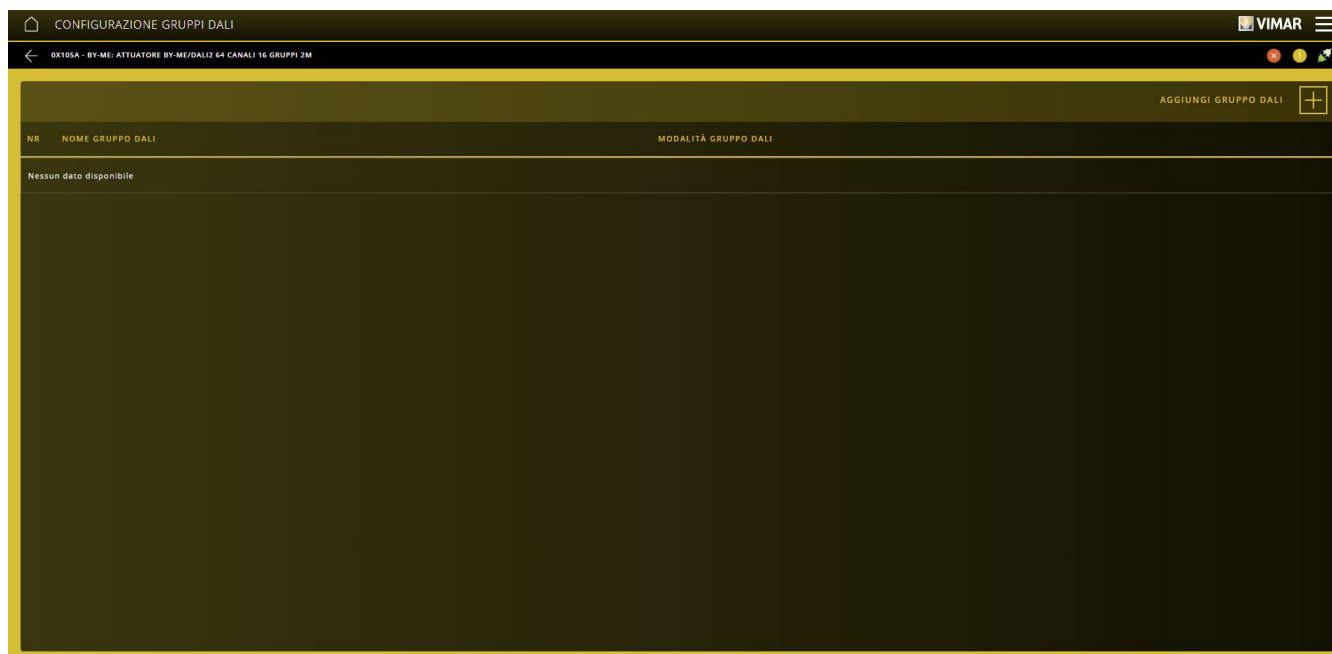 CONFIGURAZIONE GRUPPI DALI
VIMAR
0X105A - BY-ME: ATTUATORE BY-ME/DALI2 64 CANALI 16 GRUPPI 2M
AGGIUNGI GRUPPO DALI
NR NOME GRUPPO DALI MODALITÀ GRUPPO DALI
Nessun dato disponibile